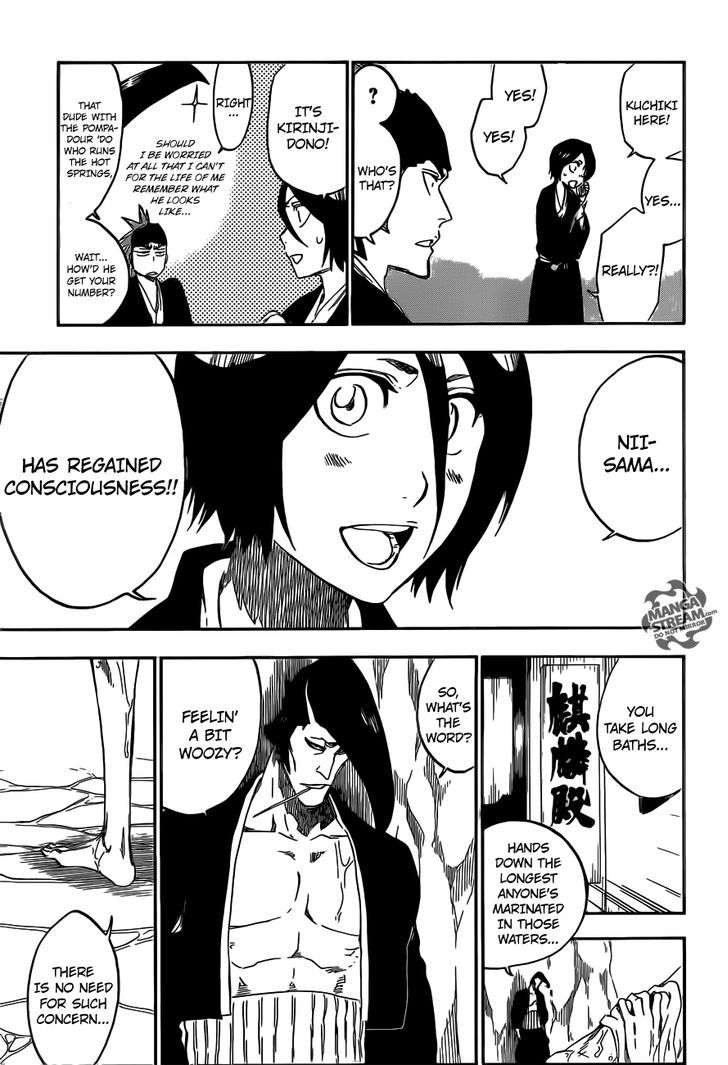 KUCHIKI
HERE!
YES!
YES!
YES...
REALLY?!
?
WHO'S
THAT?
IT'S
KIRINJI-
DONO!
RIGHT...
SHOULD
I BE WORRIED
AT ALL THAT I CAN'T
FOR THE LIFE OF ME
REMEMBER WHAT
HE LOOKS
LIKE...
THAT
DUDE WITH
THE POMPA-
DOUR 'DO
WHO RUNS
THE HOT
SPRINGS,
WAIT...
HOW'D HE
GET YOUR
NUMBER?
NII-
SAMA...
HAS REGAINED
CONSCIOUSNESS!!
MANGA
STREAM.com
DO NOT MIRROR
YOU
TAKE LONG
BATHS...
麒麟殿
HANDS
DOWN THE
LONGEST
ANYONE'S
MARINATED
IN THOSE
WATERS...
SO,
WHAT'S
THE
WORD?
FEELIN'
A BIT
WOOZY?
THERE
IS NO NEED
FOR SUCH
CONCERN...